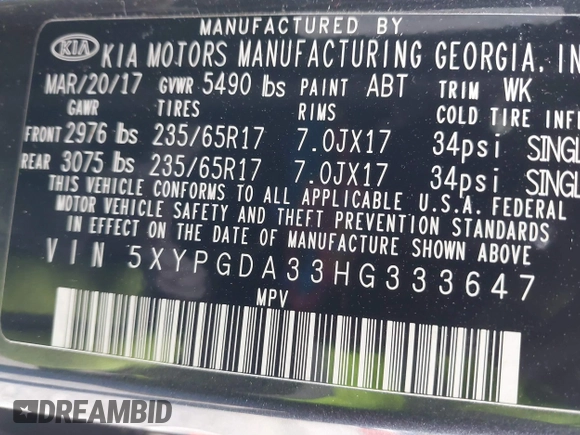 MANUFACTURED BY
KIA KIA MOTORS MANUFACTURING GEORGIA, IN
MAR/20/17 GVWR 5490 lbs PAINT ABT TRIM WK
GAWR TIRES RIMS COLD TIRE INF
FRONT 2976 lbs 235/65R17 7.0JX17 34psi SINGL
REAR 3075 lbs 235/65R17 7.0JX17 34psi SINGL
THIS VEHICLE CONFORMS TO ALL APPLICABLE U.S.A. FEDERAL
MOTOR VEHICLE SAFETY AND THEFT PREVENTION STANDARDS
IN EFFECT ON THE DATE OF MANUFACTURE SHOWN ABOVE
VIN 5XYPGDA33HG333647
MPV
DREAMBID